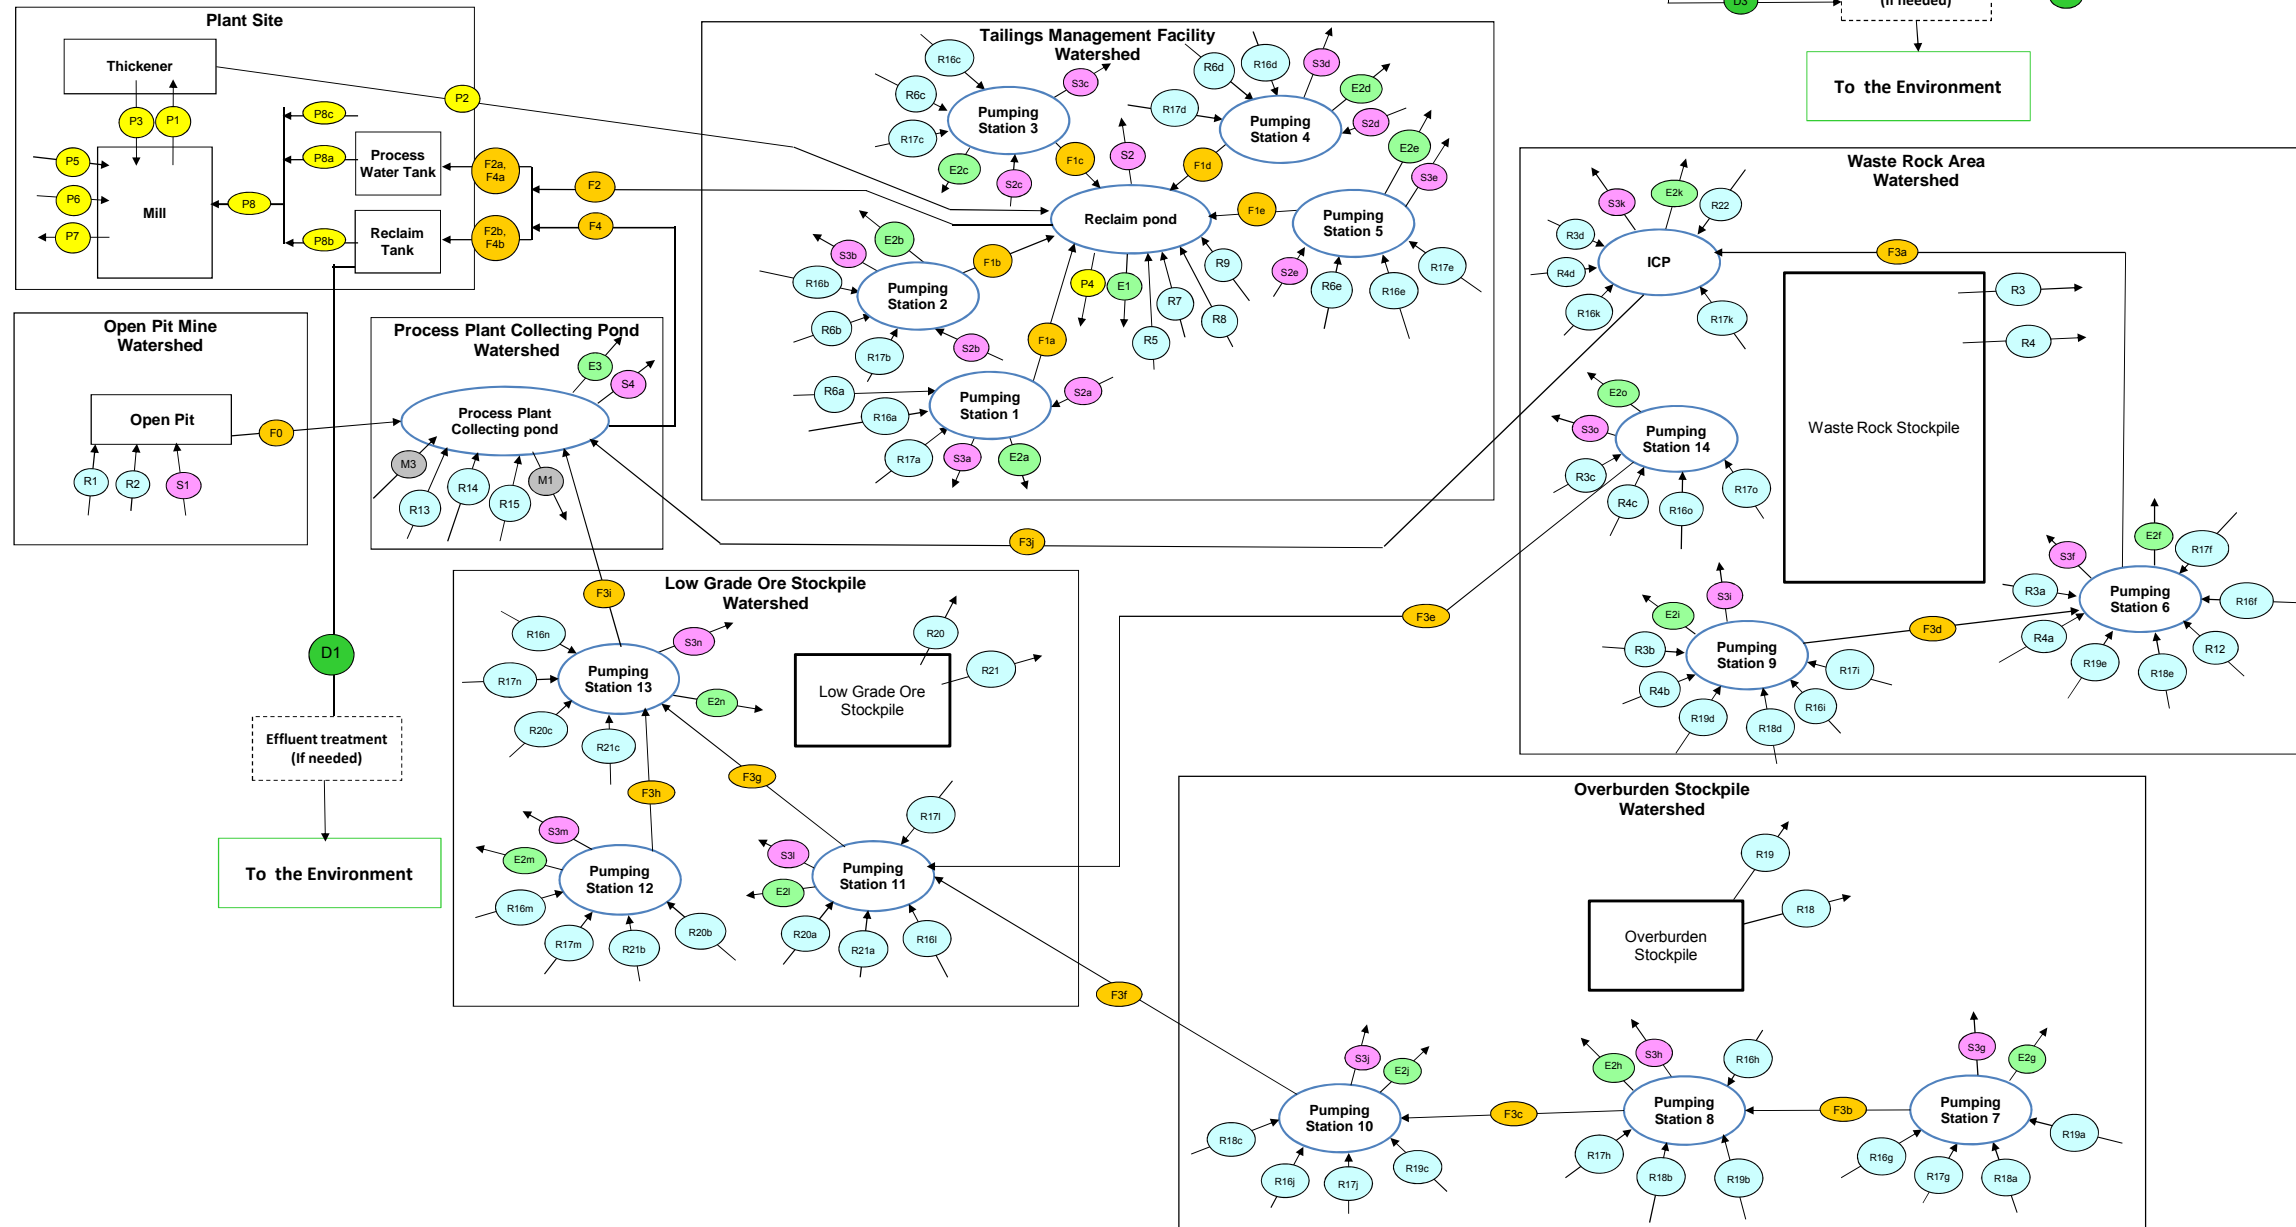 Plant Site
Thickener
P2
P3
P1
P8c
P5
P8a
Process
Water Tank
F2a,
F4a
F2
P6
Mill
P8
P7
P8b
Reclaim
Tank
F2b,
F4b
F4
Open Pit Mine
Watershed
Open Pit
F0
R1
R2
S1
Process Plant Collecting Pond
Watershed
E3
S4
Process Plant
Collecting pond
M3
M1
R13
R14
R15
D1
Effluent treatment
(If needed)
To the Environment
Tailings Management Facility
Watershed
R16c
S3c
R6c
Pumping
Station 3
R17c
E2c
S2c
F1c
R6d
R16d
S3d
E2d
R17d
Pumping
Station 4
S2d
F1d
S2
E2e
S3e
Reclaim pond
F1e
Pumping
Station 5
S2e
R6e
R16e
R17e
E2b
S3b
F1b
R16b
Pumping
Station 2
R6b
R17b
S2b
P4
E1
R9
R7
R8
R5
F1a
R6a
R16a
Pumping
Station 1
S2a
R17a
S3a
E2a
F3j
D3
(If needed)
To the Environment
Waste Rock Area
Watershed
S3k
E2k
R22
R3d
R4d
ICP
R16k
R17k
F3a
R3
R4
Waste Rock Stockpile
E2o
S3o
Pumping
Station 14
R3c
R4c
R16o
R17o
E2f
S3f
R17f
R3a
Pumping
Station 6
R16f
R4a
R19e
R18e
R12
S3i
E2i
F3d
R3b
Pumping
Station 9
R17i
R4b
R19d
R18d
R16i
F3e
Low Grade Ore Stockpile
Watershed
F3i
R16n
S3n
R20
R17n
Pumping
Station 13
R21
E2n
Low Grade Ore
Stockpile
R20c
R21c
F3h
F3g
S3m
E2m
Pumping
Station 12
R16m
R17m
R21b
R20b
R17l
S3l
E2l
Pumping
Station 11
R20a
R21a
R16l
F3f
Overburden Stockpile
Watershed
R19
R18
Overburden
Stockpile
S3j
E2j
Pumping
Station 10
R18c
R16j
R17j
R19c
F3c
E2h
S3h
R16h
Pumping
Station 8
R17h
R18b
R19b
F3b
S3g
E2g
Pumping
Station 7
R19a
R16g
R17g
R18a